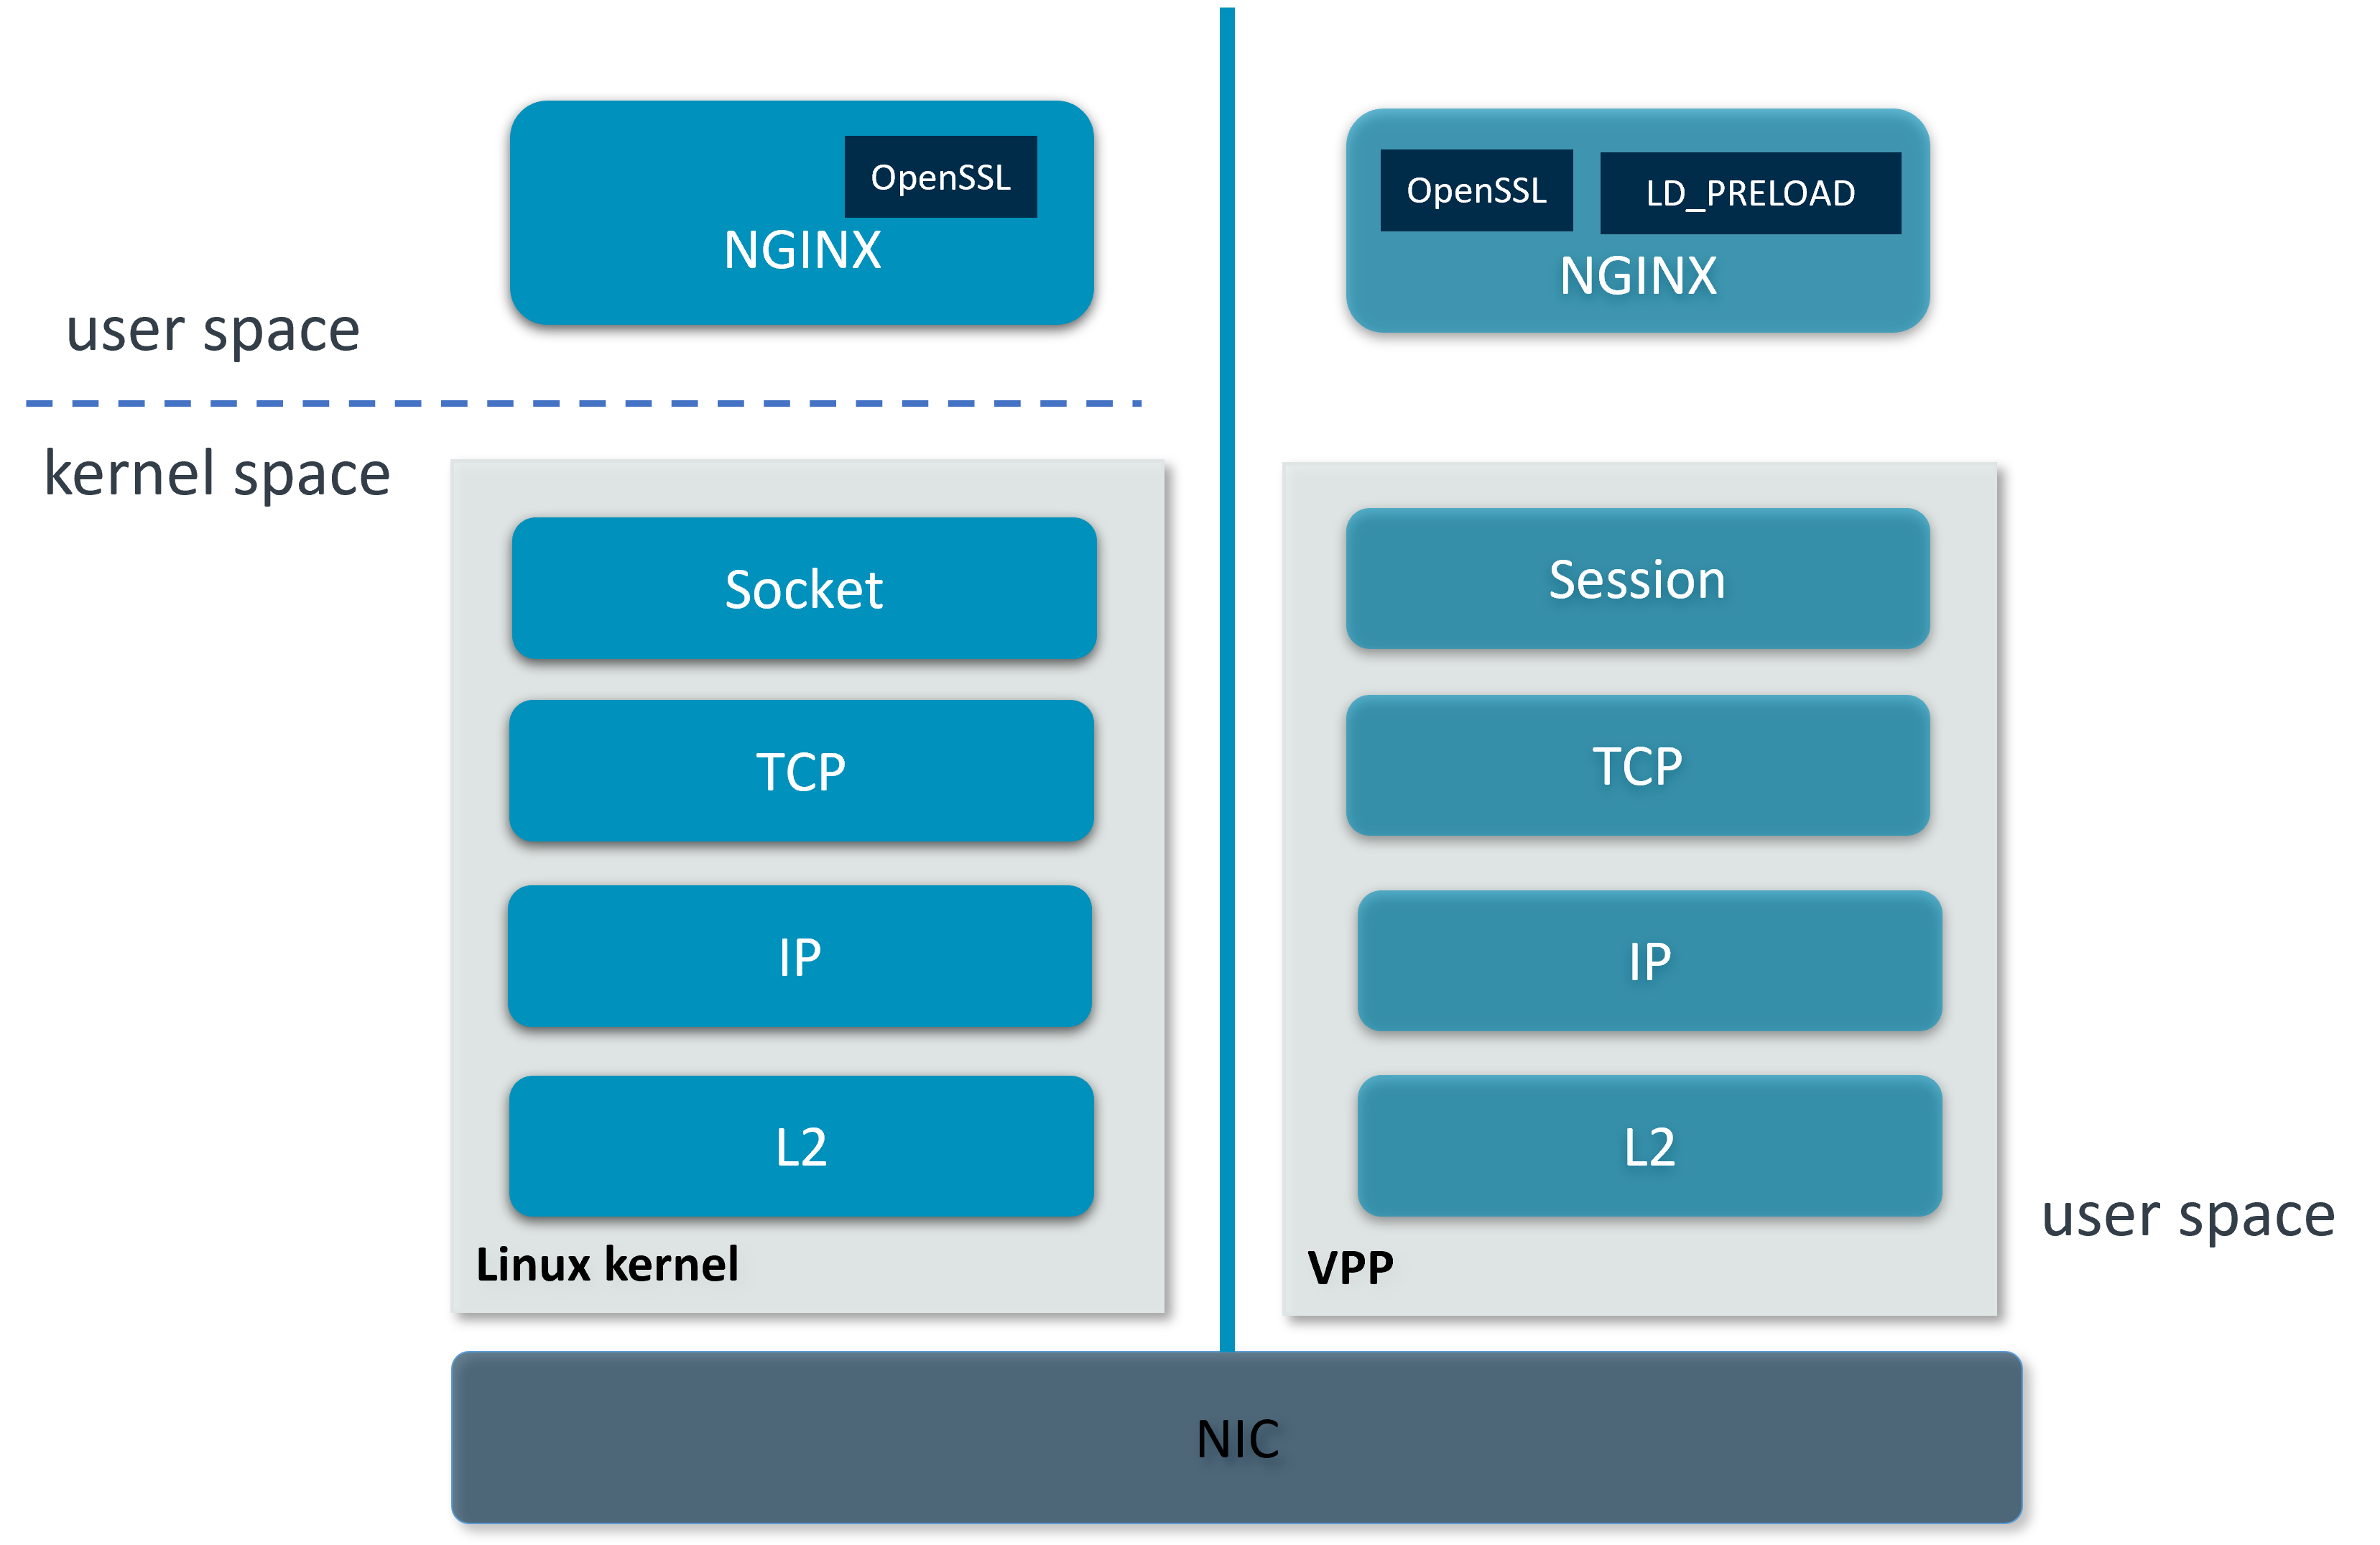 OpenSSL
NGINX
user space
kernel space
Socket
TCP
IP
L2
Linux kernel
OpenSSL
LD_PRELOAD
NGINX
Session
TCP
IP
L2
VPP
user space
NIC